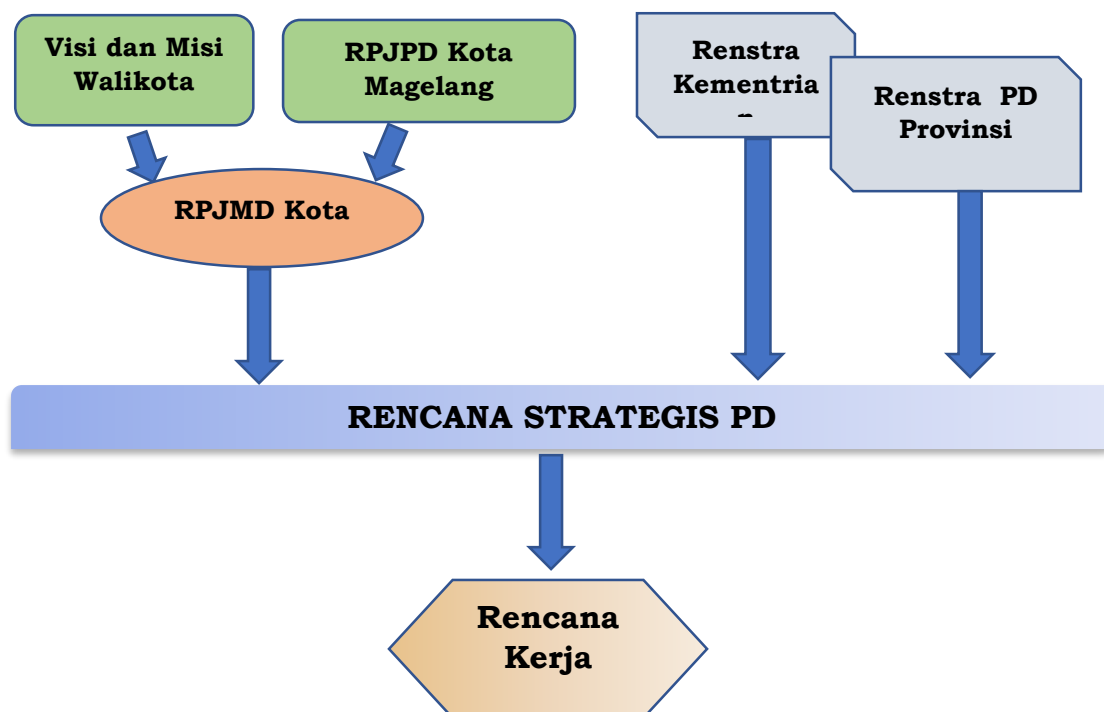 Visi dan Misi
Walikota
RPJPD Kota
Magelang
Renstra
Kementria
n
Renstra PD
Provinsi
RPJMD Kota
RENCANA STRATEGIS PD
Rencana
Kerja